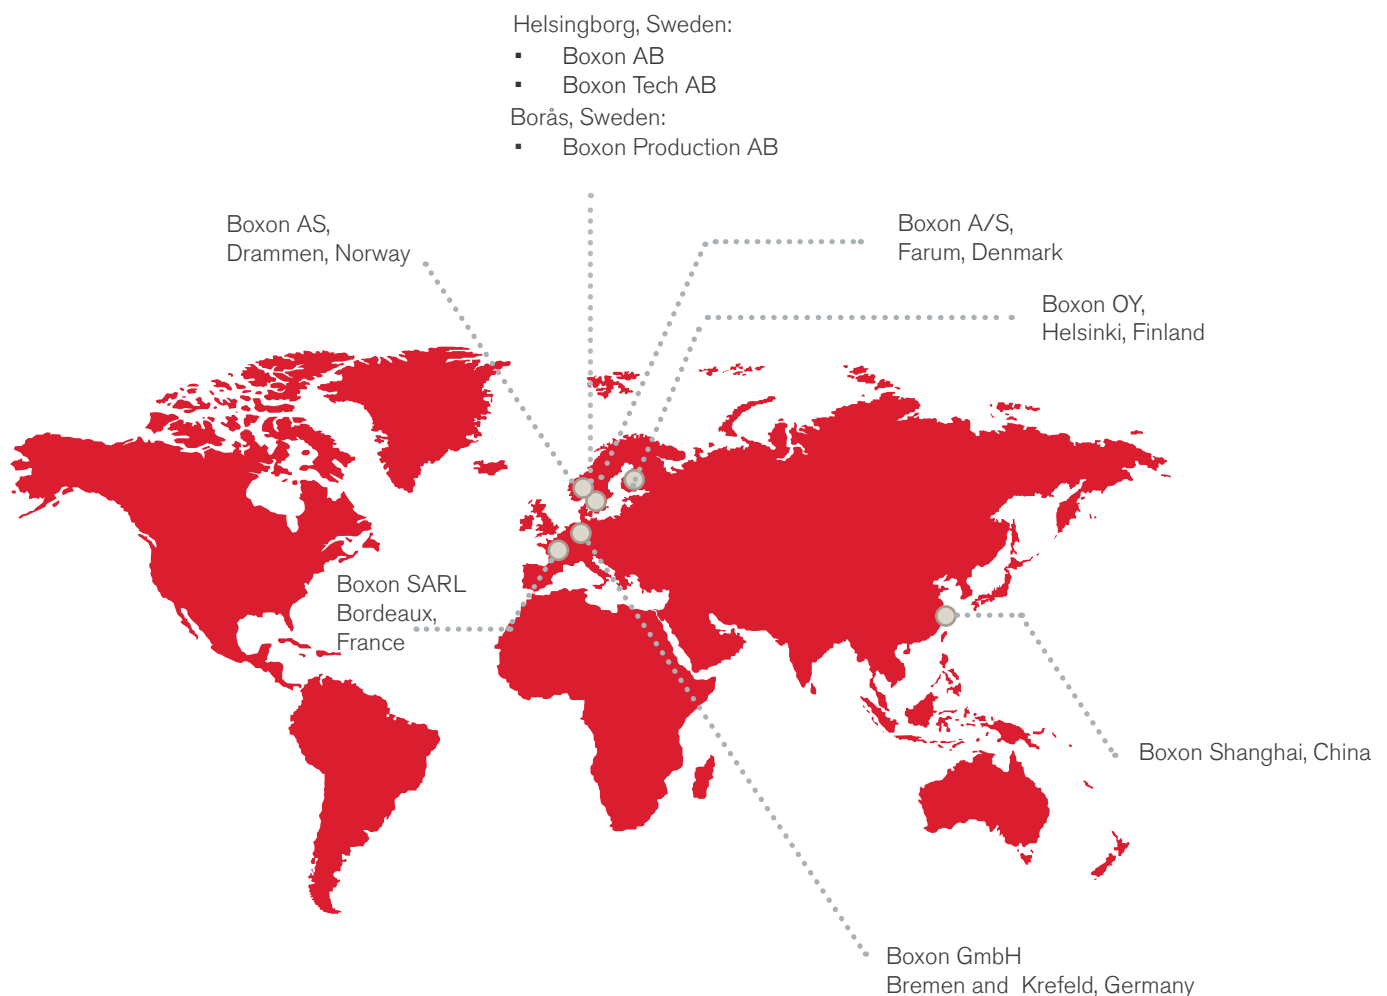 Helsingborg, Sweden:
▪ Boxon AB
▪ Boxon Tech AB
Borås, Sweden:
▪ Boxon Production AB
Boxon AS,
Drammen, Norway
Boxon A/S,
Farum, Denmark
Boxon OY,
Helsinki, Finland
Boxon SARL
Bordeaux,
France
Boxon Shanghai, China
Boxon GmbH
Bremen and Krefeld, Germany